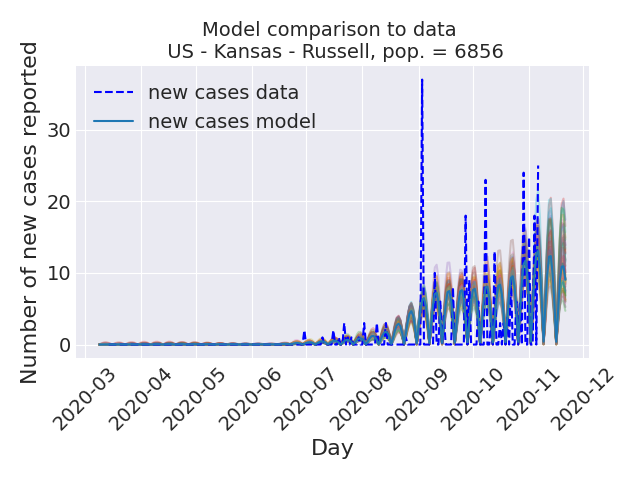 Model comparison to data
US - Kansas - Russell, pop. = 6856
Number of new cases reported
new cases data
new cases model
30
20
10
0
2020-03
2020-04
2020-05
2020-06
2020-07
2020-08
2020-09
2020-10
2020-11
2020-12
Day